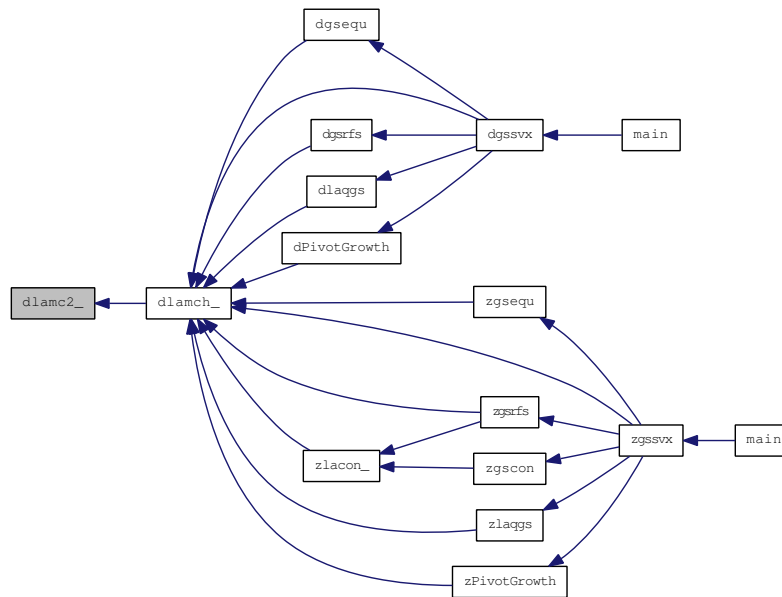 dgsequ
dgsrfs
dgssvx
main
dlaqgs
dPivotGrowth
dlamc2_
dlamch_
zgsequ
zgsrfs
zgssvx
main
zlacon_
zgscon
zlaqgs
zPivotGrowth